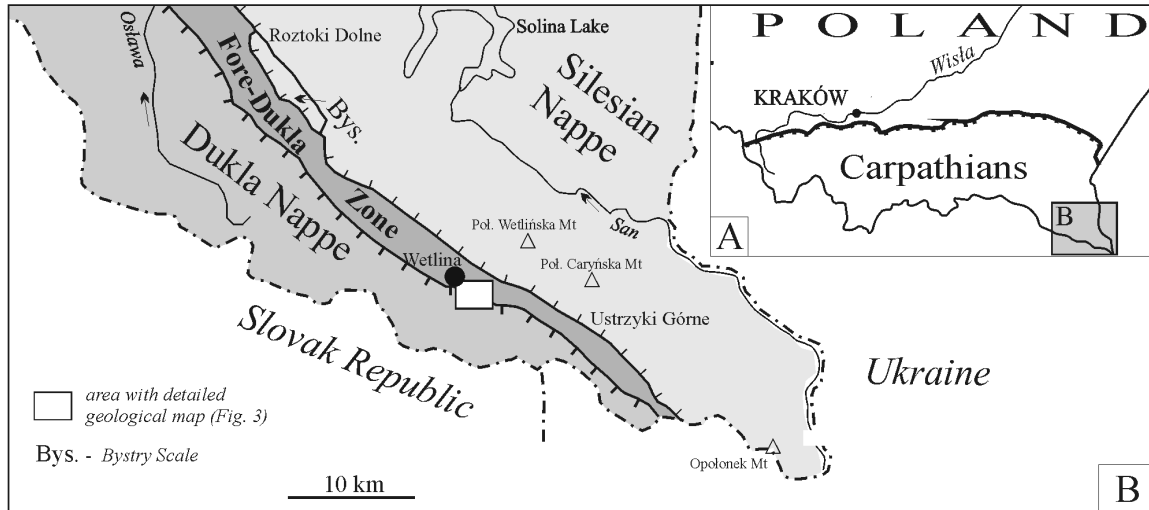 Osława
Roztoki Dolne
Solina Lake
Fore-Dukla
Zone
Bys.
Silesian
Nappe
Dukla Nappe
San
Poł. Wetlińska Mt
Wetlina
Poł. Caryńska Mt
Ustrzyki Górne
Slovak Republic
Ukraine
Opołonek Mt
area with detailed
geological map (Fig. 3)
Bys. - Bystry Scale
10 km
B
POLAND
Wisła
KRAKÓW
Carpathians
B
A